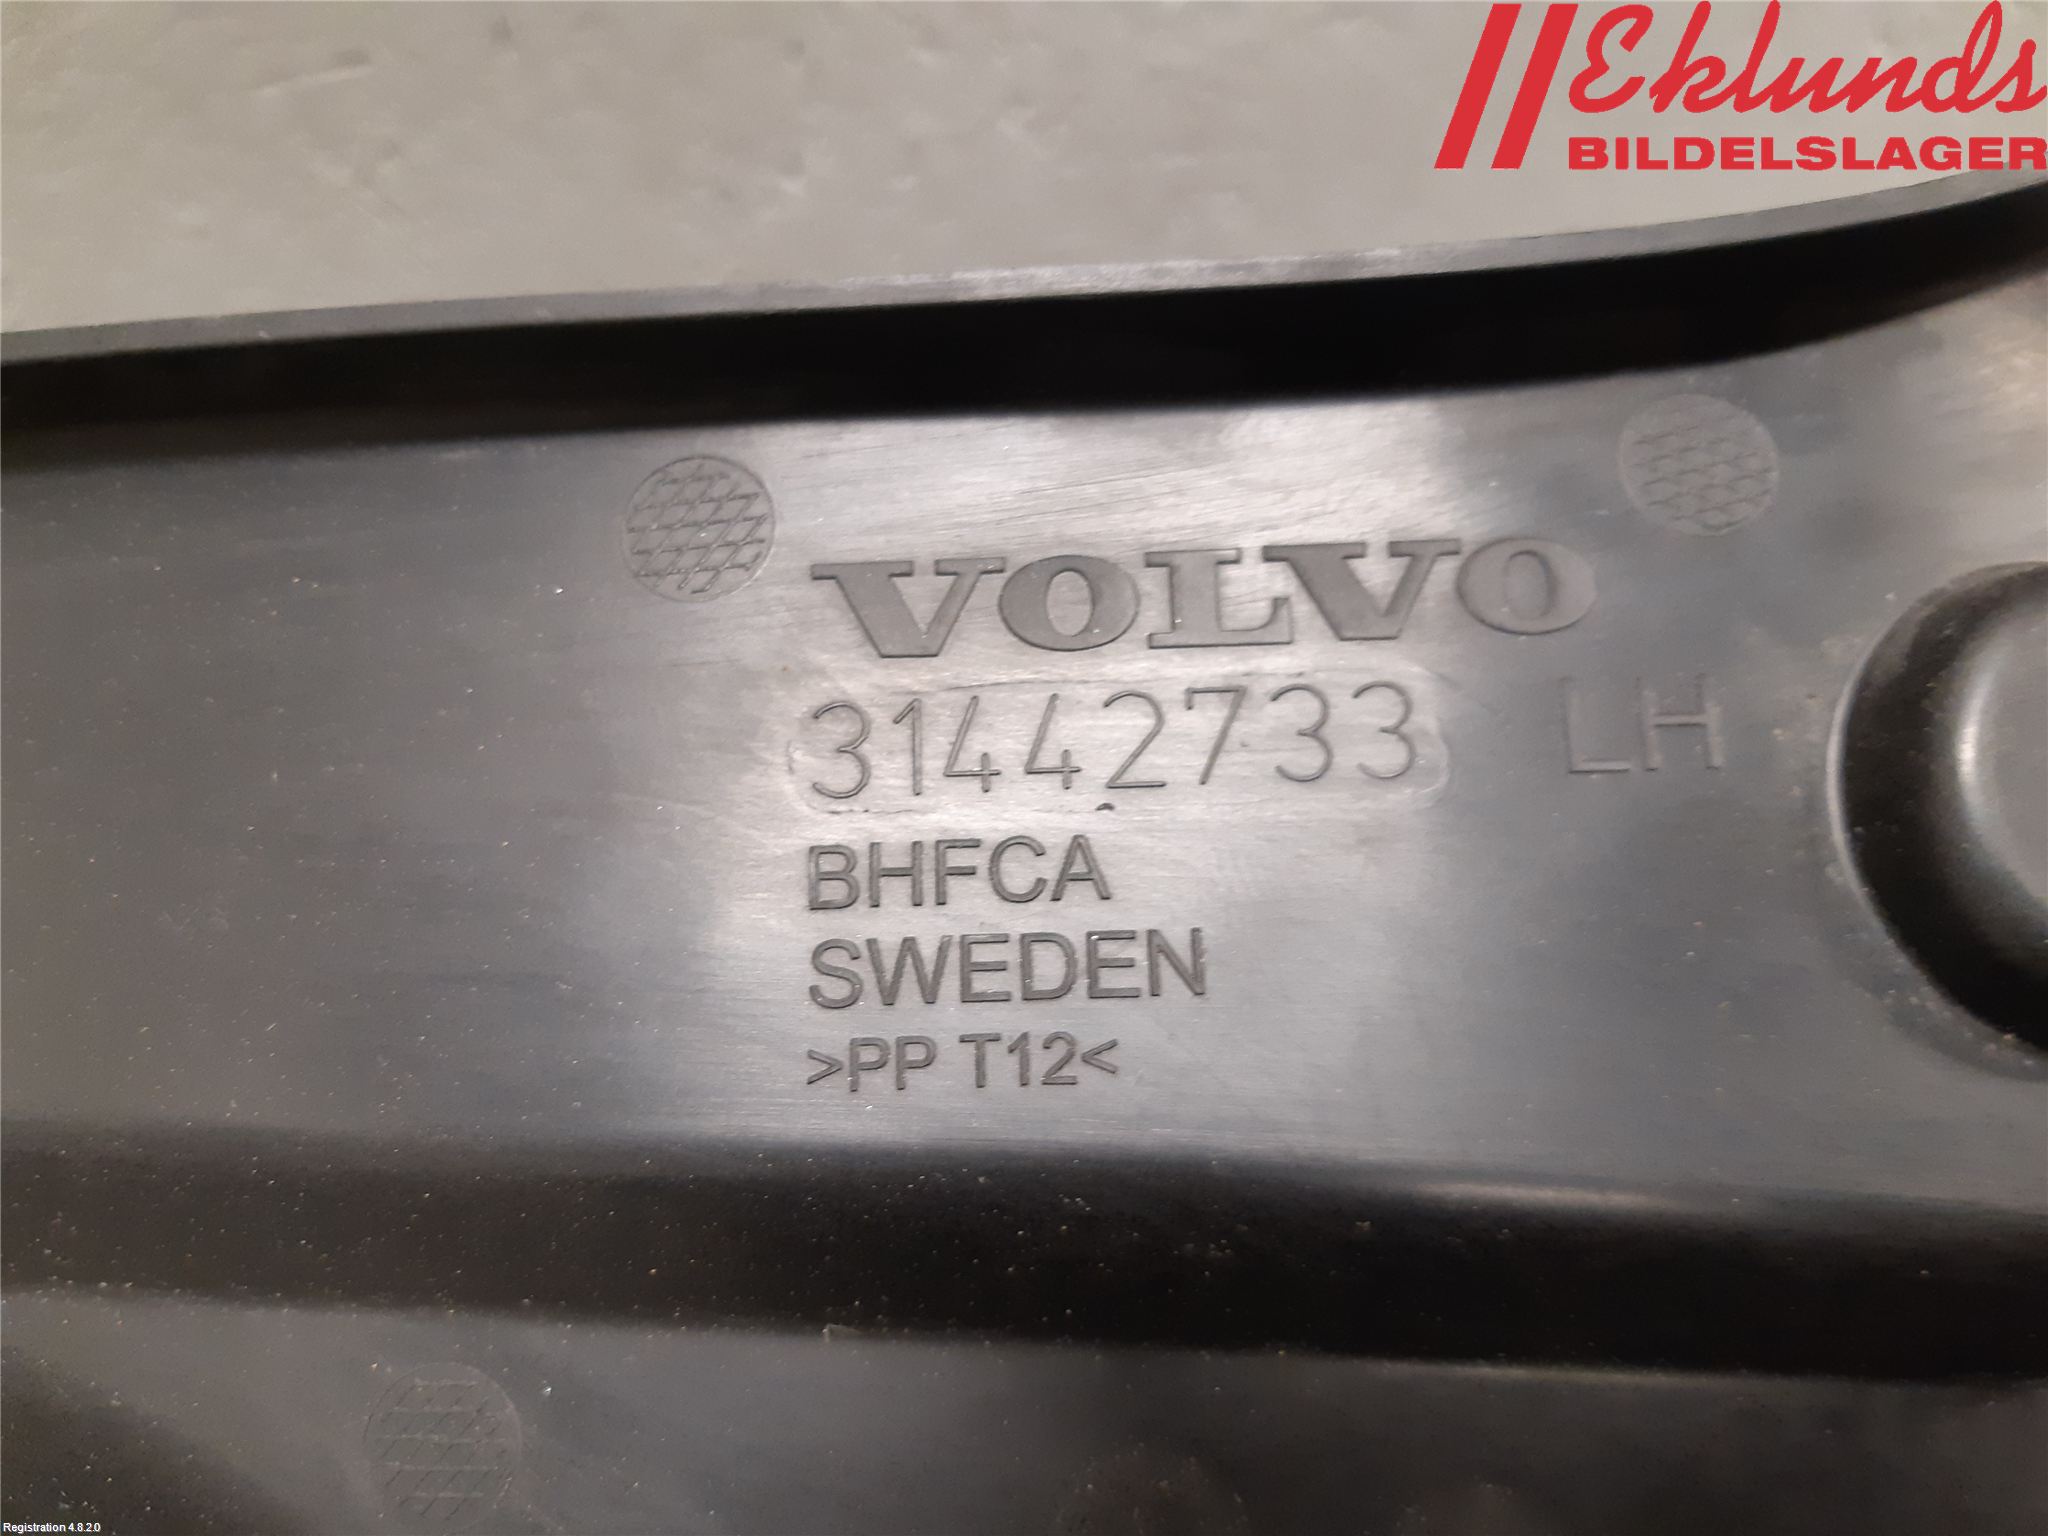 Eklunds
BILDELSLAGER
VOLVO
31442733 LH
BHFCA
SWEDEN
>PP T12<
Registration 4.8.2.0